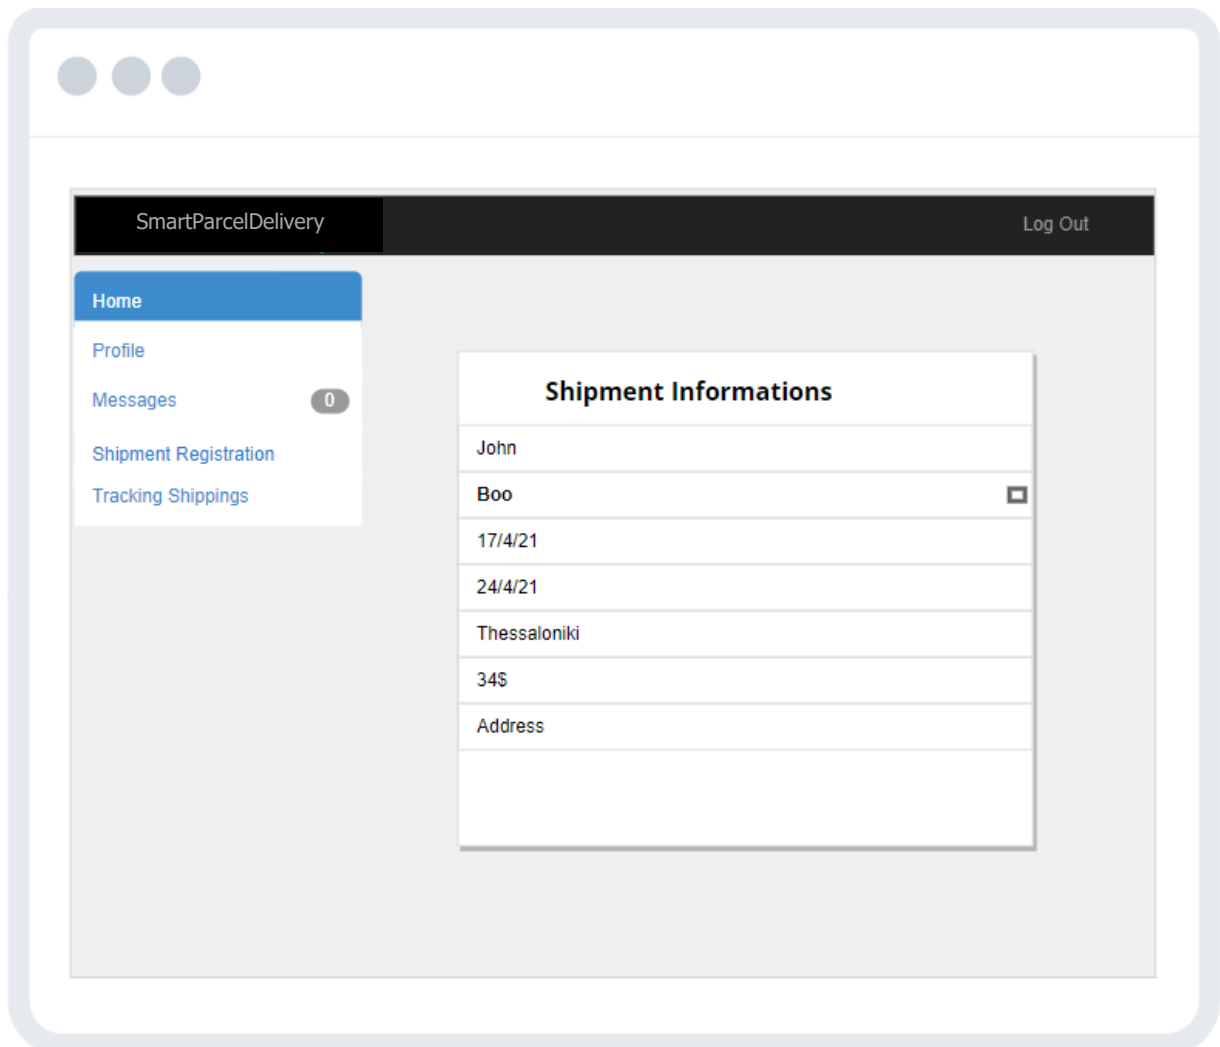 SmartParcelDelivery
Log Out
Home
Profile
Messages 0
Shipment Registration
Tracking Shippings
Shipment Informations
John
Boo
17/4/21
24/4/21
Thessaloniki
34$
Address